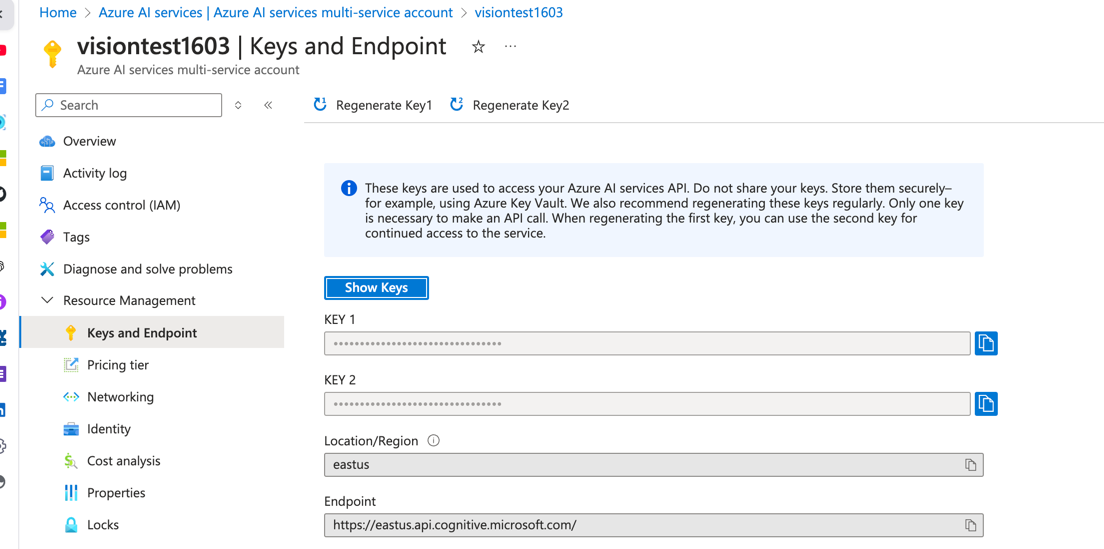 Home > Azure AI services | Azure AI services multi-service account > visiontest1603
visiontest1603 | Keys and Endpoint
Azure AI services multi-service account
Search
Regenerate Key1 Regenerate Key2
Overview
Activity log
Access control (IAM)
Tags
Diagnose and solve problems
Resource Management
Keys and Endpoint
Pricing tier
Networking
Identity
Cost analysis
Properties
Locks
These keys are used to access your Azure AI services API. Do not share your keys. Store them securely–
for example, using Azure Key Vault. We also recommend regenerating these keys regularly. Only one key
is necessary to make an API call. When regenerating the first key, you can use the second key for
continued access to the service.
Show Keys
KEY 1
••••••••••••••••••••••••••••••••
KEY 2
••••••••••••••••••••••••••••••••
Location/Region
eastus
Endpoint
https://eastus.api.cognitive.microsoft.com/